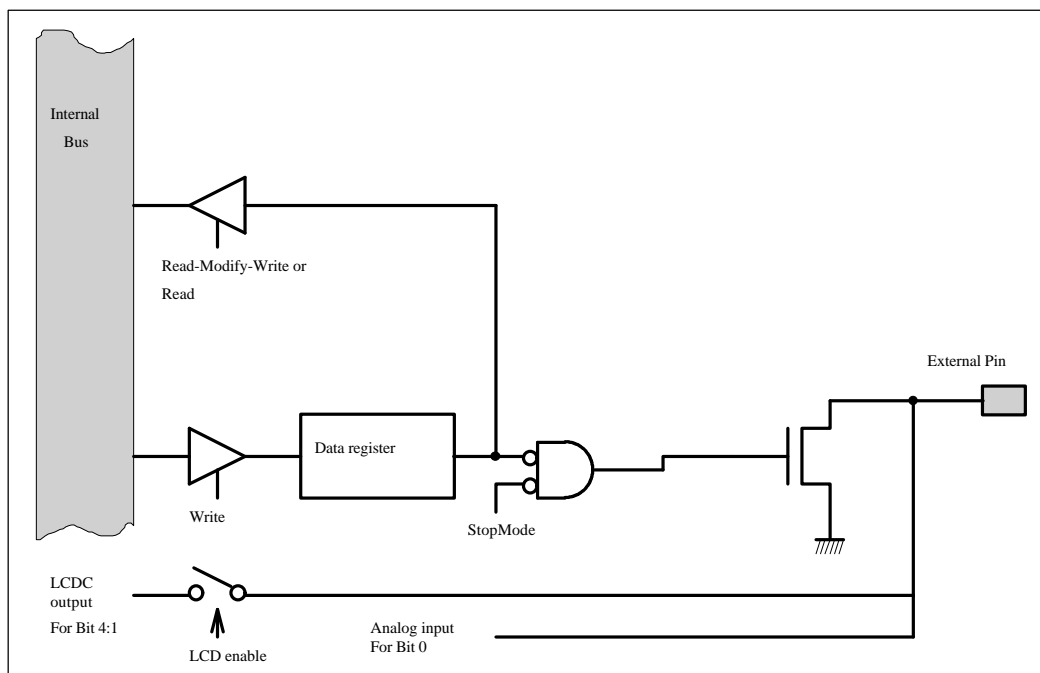 Internal
Bus
Read-Modify-Write or
Read
External Pin
Data register
Write
StopMode
LCDC
output
For Bit 4:1
LCD enable
Analog input
For Bit 0